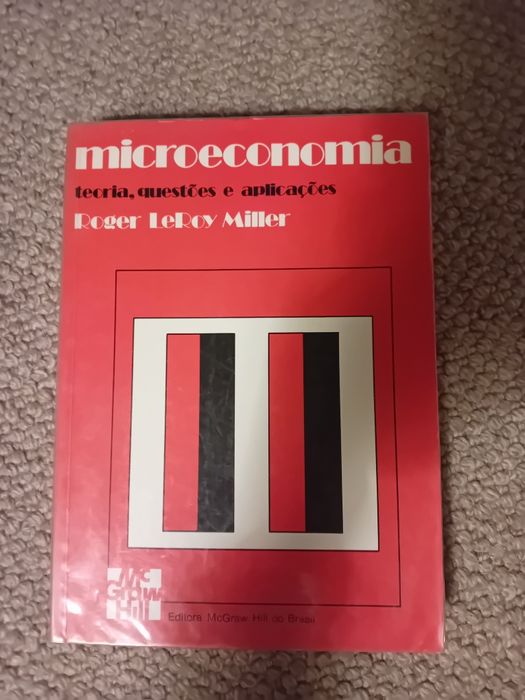 microeconomia
teoria, questões e aplicações
Roger LeRoy Miller
Mc
Graw
Hill
Editora McGraw Hill do Brasil